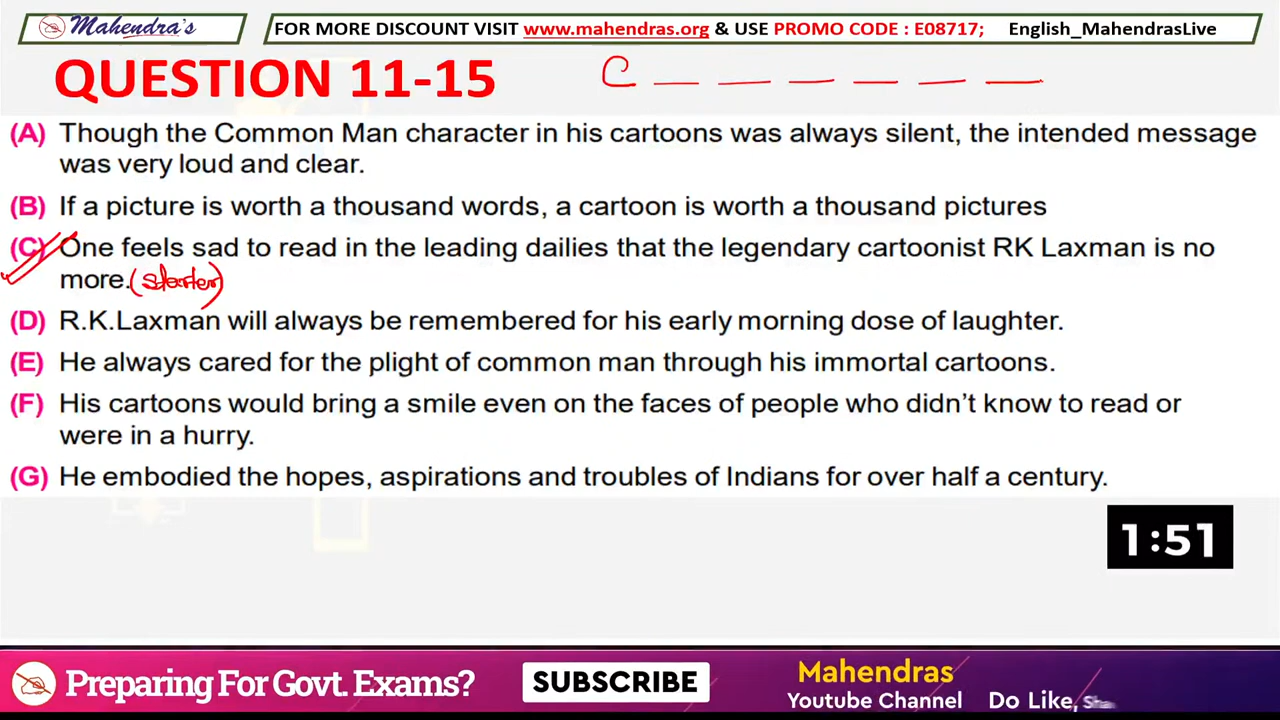 Mahendra's
FOR MORE DISCOUNT VISIT www.mahendras.org & USE PROMO CODE : E08717; English_MahendrasLive
QUESTION 11-15
C _ _ _ _ _ _
(A) Though the Common Man character in his cartoons was always silent, the intended message
was very loud and clear.
(B) If a picture is worth a thousand words, a cartoon is worth a thousand pictures
(C) One feels sad to read in the leading dailies that the legendary cartoonist RK Laxman is no
more. (starter)
(D) R.K.Laxman will always be remembered for his early morning dose of laughter.
(E) He always cared for the plight of common man through his immortal cartoons.
(F) His cartoons would bring a smile even on the faces of people who didn't know to read or
were in a hurry.
(G) He embodied the hopes, aspirations and troubles of Indians for over half a century.
1:51
Preparing For Govt. Exams?
SUBSCRIBE
Mahendras
Youtube Channel Do Like,